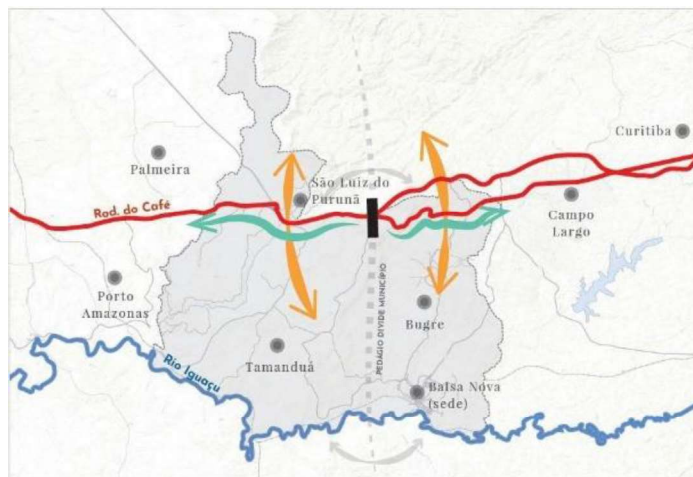 Curitiba
Palmeira
São Luiz do
Purunã
Campo
Largo
Rod. do Café
Porto
Amazonas
PEDÁGIO DIVIDE MUNICÍPIO
Bugre
Rio Iguaçu
Tamanduá
Balsa Nova
(sede)